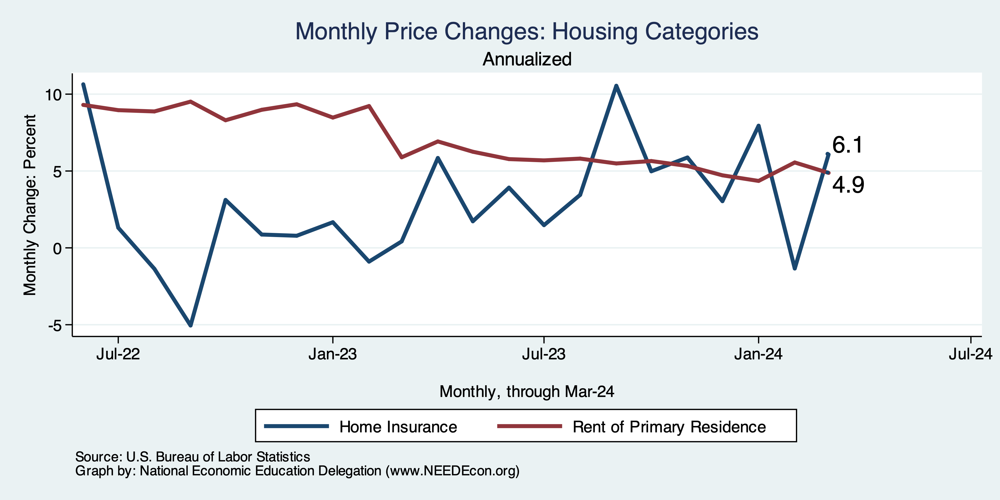 Monthly Price Changes: Housing Categories
Annualized
Monthly Change: Percent
10
5
0
-5
6.1
4.9
Jul-22
Jan-23
Jul-23
Jan-24
Jul-24
Monthly, through Mar-24
Home Insurance
Rent of Primary Residence
Source: U.S. Bureau of Labor Statistics
Graph by: National Economic Education Delegation (www.NEEDEcon.org)